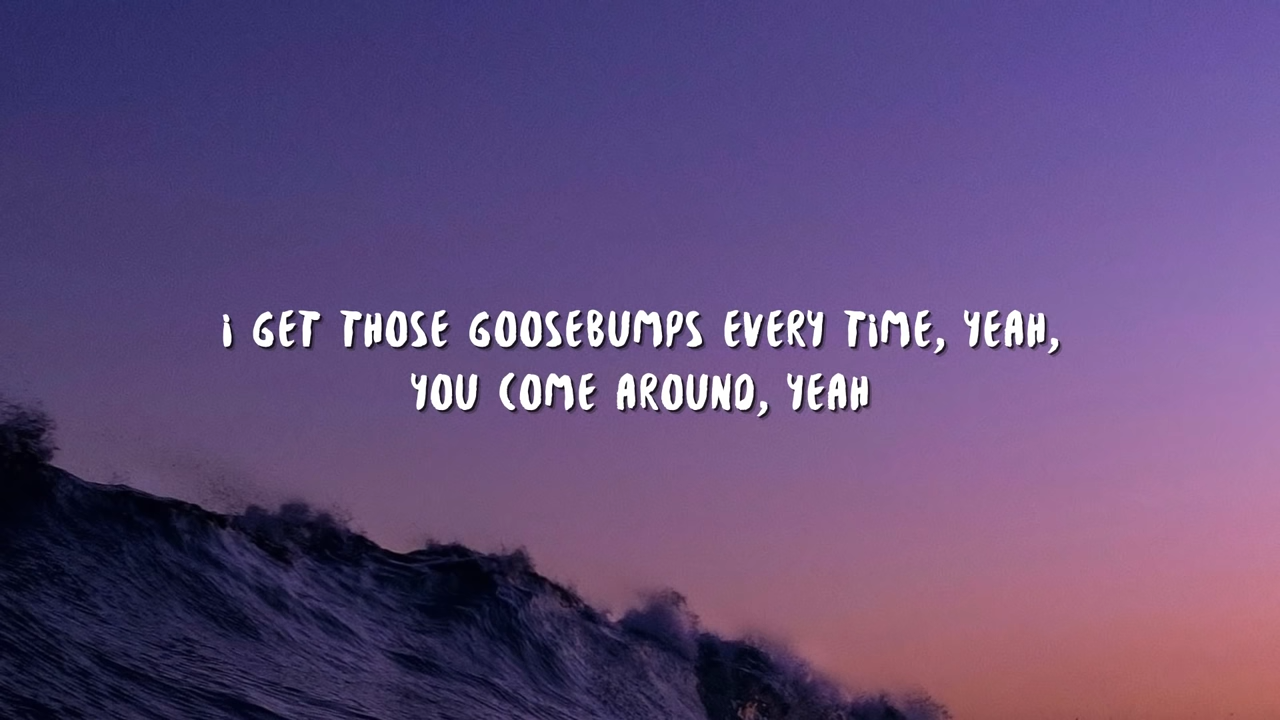 i GET THOSE GOOSEBUMPS EVERY TiME, YEAH,
YOU COME AROUND, YEAH